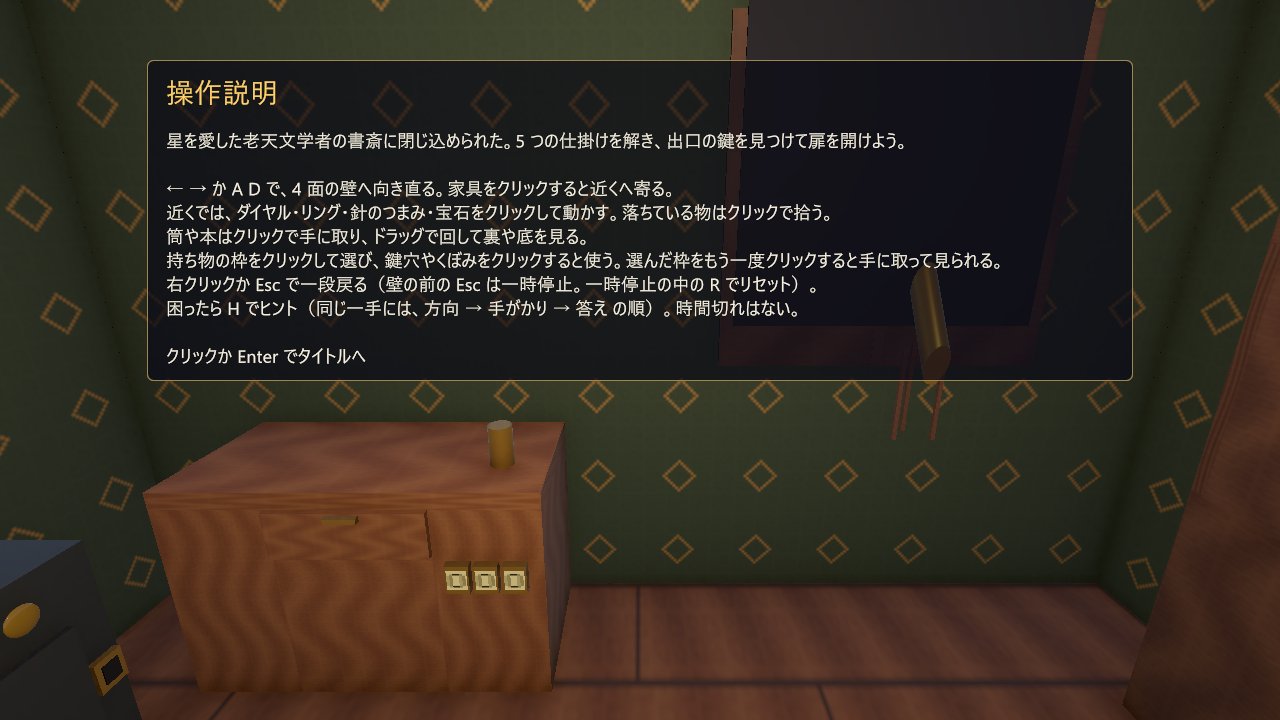 操作説明
星を愛した老天文学者の書斎に閉じ込められた。5 つの仕掛けを解き、出口の鍵を見つけて扉を開けよう。
← → か A D で、4 面の壁へ向き直る。家具をクリックすると近くへ寄る。
近くでは、ダイヤル・リング・針のつまみ・宝石をクリックして動かす。落ちている物はクリックで拾う。
筒や本はクリックで手に取り、ドラッグで回して裏や底を見る。
持ち物の枠をクリックして選び、鍵穴やくぼみをクリックすると使う。選んだ枠をもう一度クリックすると手に取って見られる。
右クリックか Esc で一段戻る（壁の前の Esc は一時停止。一時停止の中の R でリセット）。
困ったら H でヒント（同じ一手には、方向 → 手がかり → 答え の順）。時間切れはない。
クリックか Enter でタイトルへ